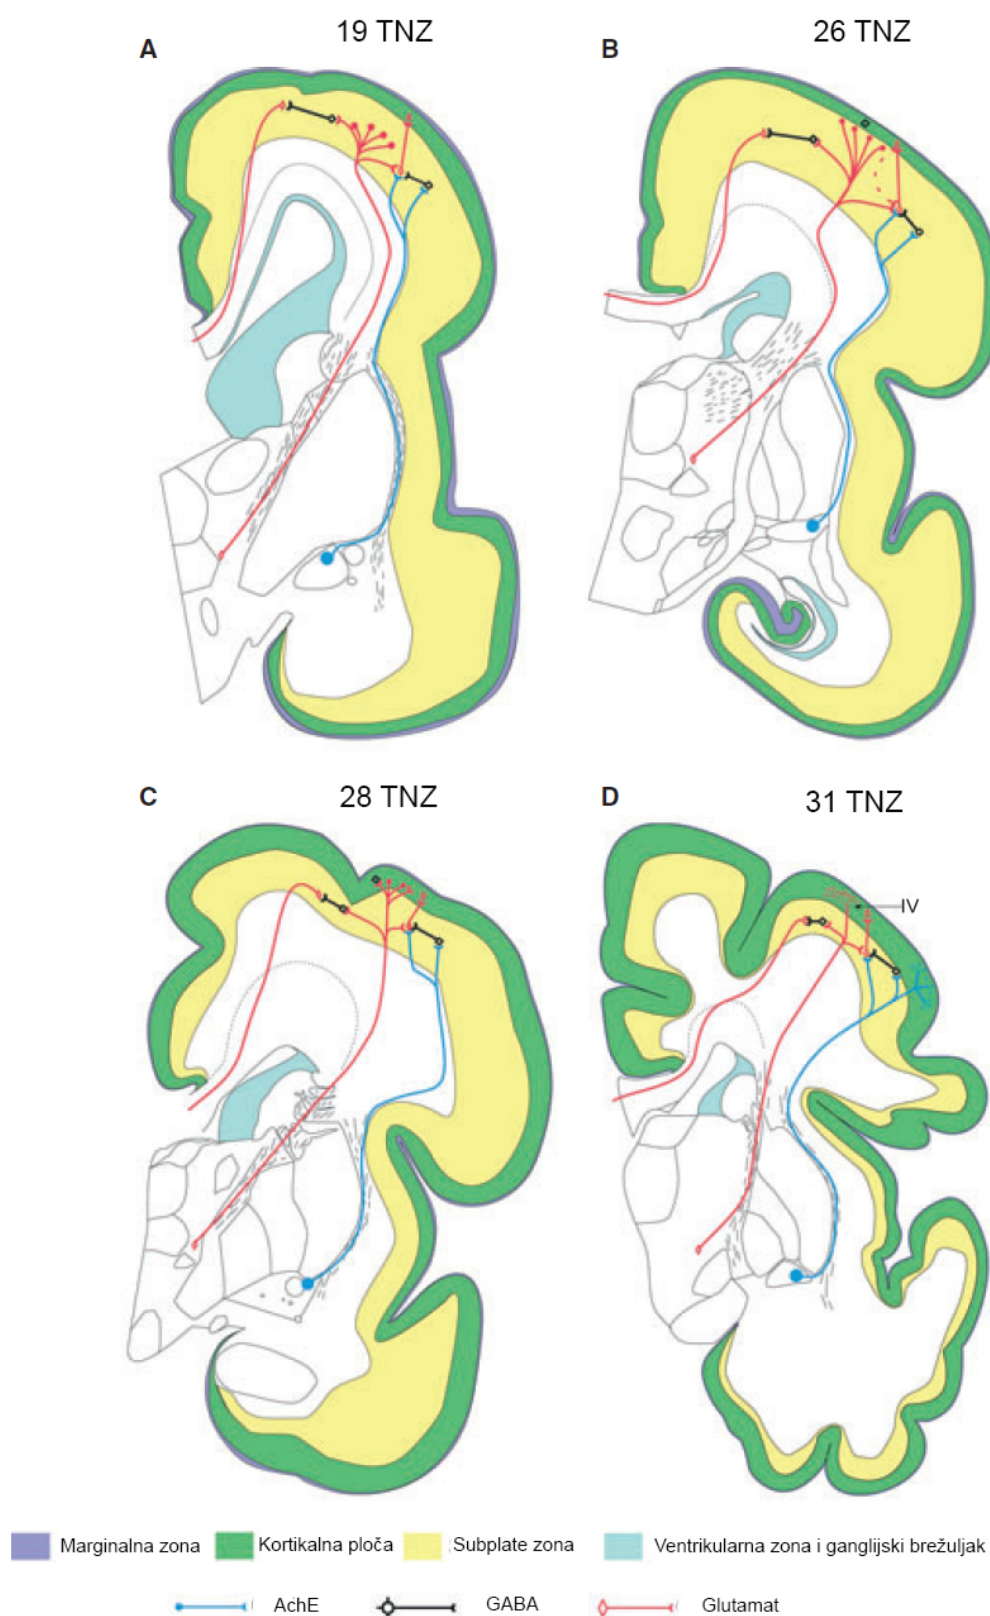 19 TNZ
26 TNZ
A
B
28 TNZ
31 TNZ
C
D
IV
Marginalna zona
Kortikalna ploča
Subplate zona
Ventrikularna zona i ganglijski brežuljak
AchE
GABA
Glutamat